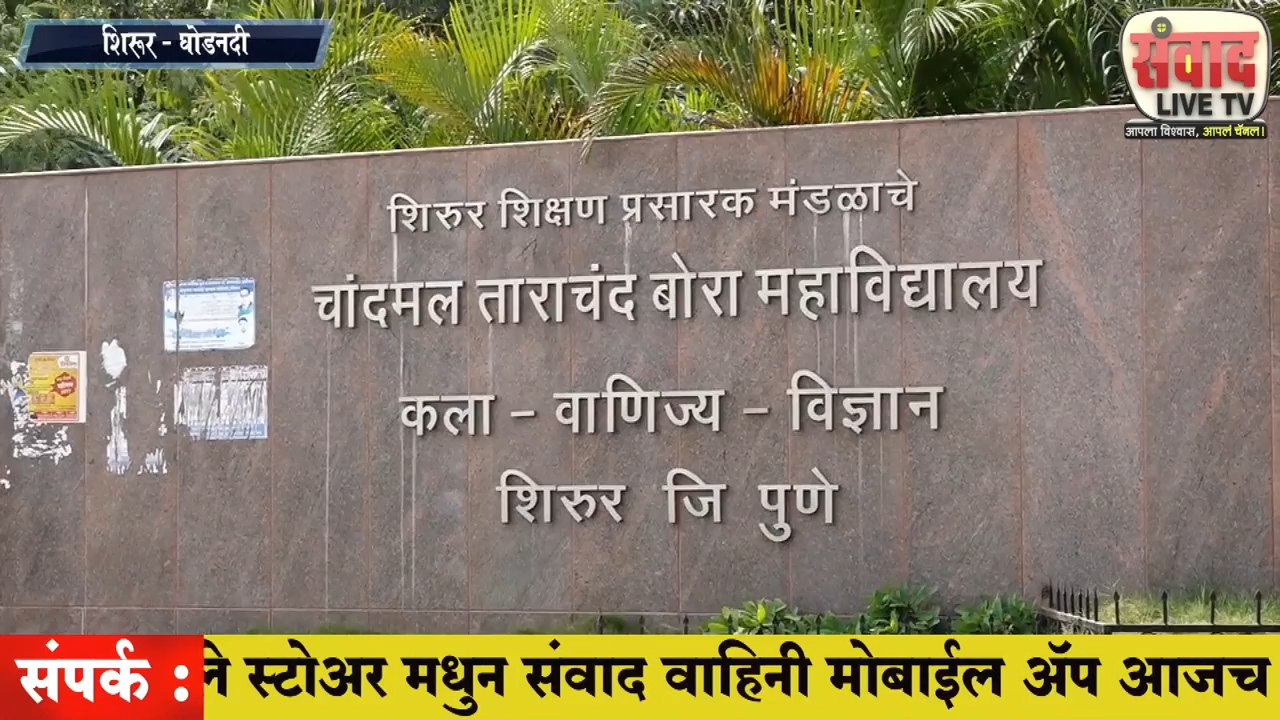 शिरूर - घोडनदी
संवाद
LIVE TV
आपला विश्वास, आपलं चॅनल।
शिरुर शिक्षण प्रसारक मंडळाचे
चांदमल ताराचंद बोरा महाविद्यालय
कला - वाणिज्य - विज्ञान
शिरुर जि पुणे
संपर्क : ले स्टोअर मधुन संवाद वाहिनी मोबाईल ॲप आजच